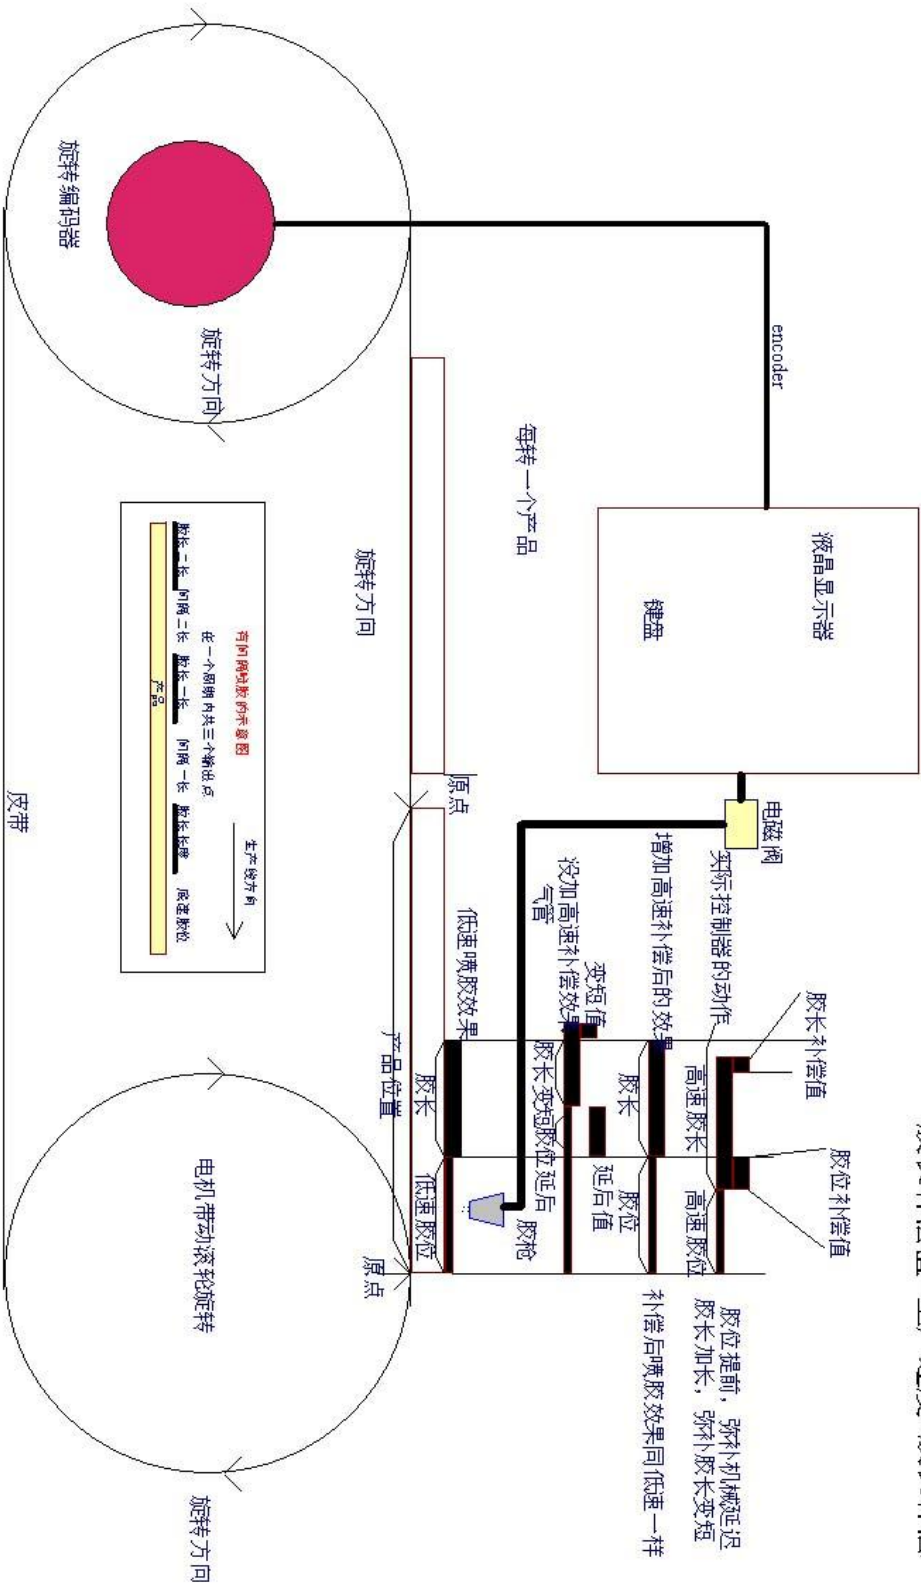 encoder
液晶显示器
键盘
电磁阀
每转一个产品
旋转编码器
旋转方向
旋转方向
原点
实际控制器的动作
增加高速补偿后的效果
没加高速补偿效果
气管
低速喷胶效果
变短值
胶长补偿值
胶位补偿值
高速胶长
高速胶位
胶长
胶位
延后值
胶长变短
胶位延后
胶长
低速胶位
胶枪
产品位置
原点
胶位提前，弥补机械延迟
胶长加长，弥补胶长变短
补偿后喷胶效果同低速一样
有间隔喷胶的示意图
在一个周期内共三个输出点
生产线方向
胶长二长
间隔二长
胶长一长
间隔一长
胶长长度
底速胶位
产品
皮带
电机带动滚轮旋转
旋转方向